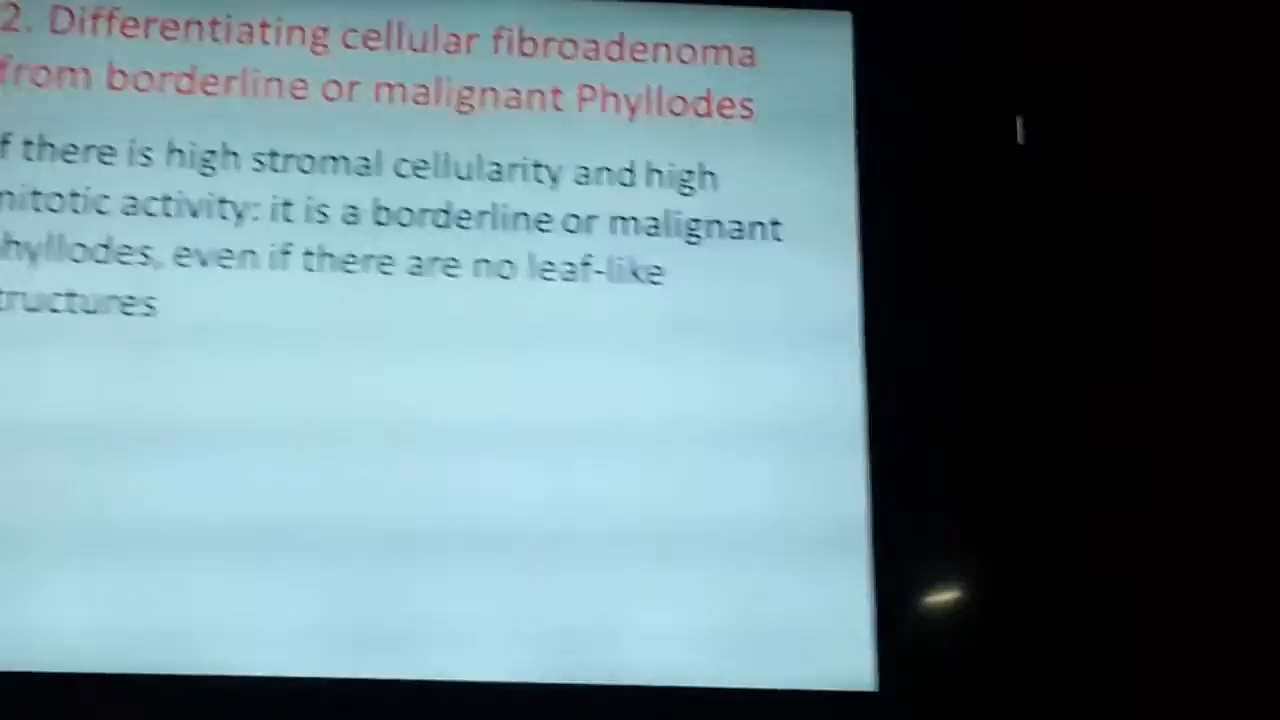 2. Differentiating cellular fibroadenoma
from borderline or malignant Phyllodes
f there is high stromal cellularity and high
mitotic activity: it is a borderline or malignant
hyllodes, even if there are no leaf-like
tructures